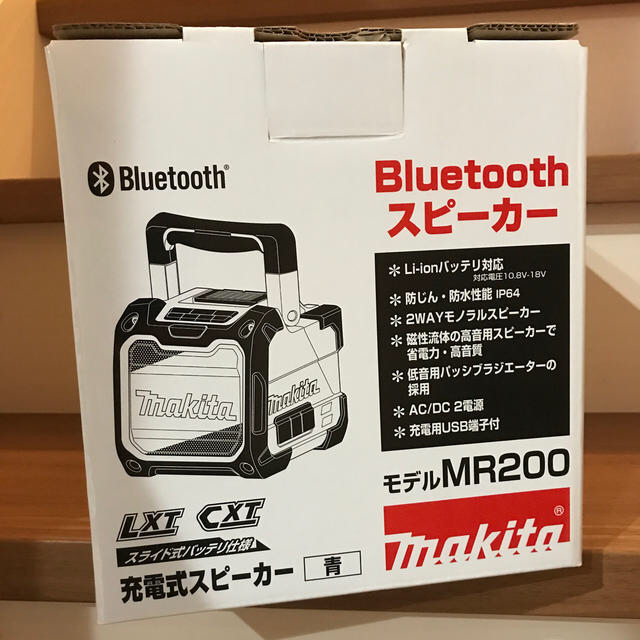 Bluetooth®
Bluetooth
スピーカー
＊Li-ionバッテリ対応
対応電圧10.8V-18V
＊防じん・防水性能 IP64
＊2WAYモノラルスピーカー
＊磁性流体の高音用スピーカーで
省電力・高音質
＊低音用パッシブラジエーターの
採用
＊AC/DC 2電源
＊充電用USB端子付
makita
モデルMR200
makita®
LXT CXT
スライド式バッテリ仕様
充電式スピーカー 青